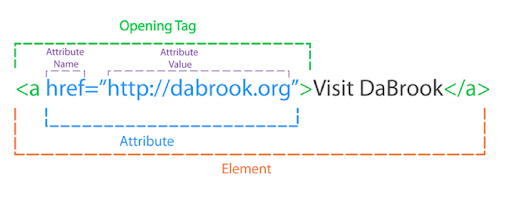 Opening Tag
Attribute Name
Attribute Value
<a href=”http://dabrook.org”>Visit DaBrook</a>
Attribute
Element